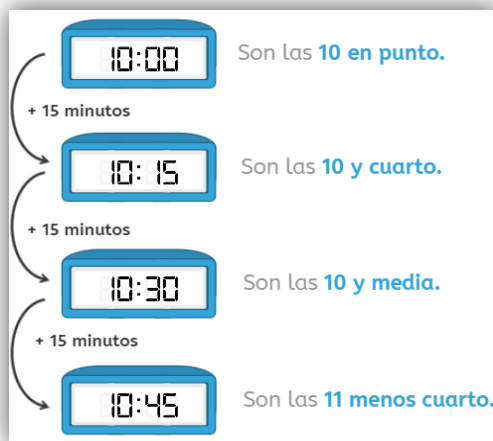 10:00 Son las 10 en punto.
+ 15 minutos
10:15 Son las 10 y cuarto.
+ 15 minutos
10:30 Son las 10 y media.
+ 15 minutos
10:45 Son las 11 menos cuarto.